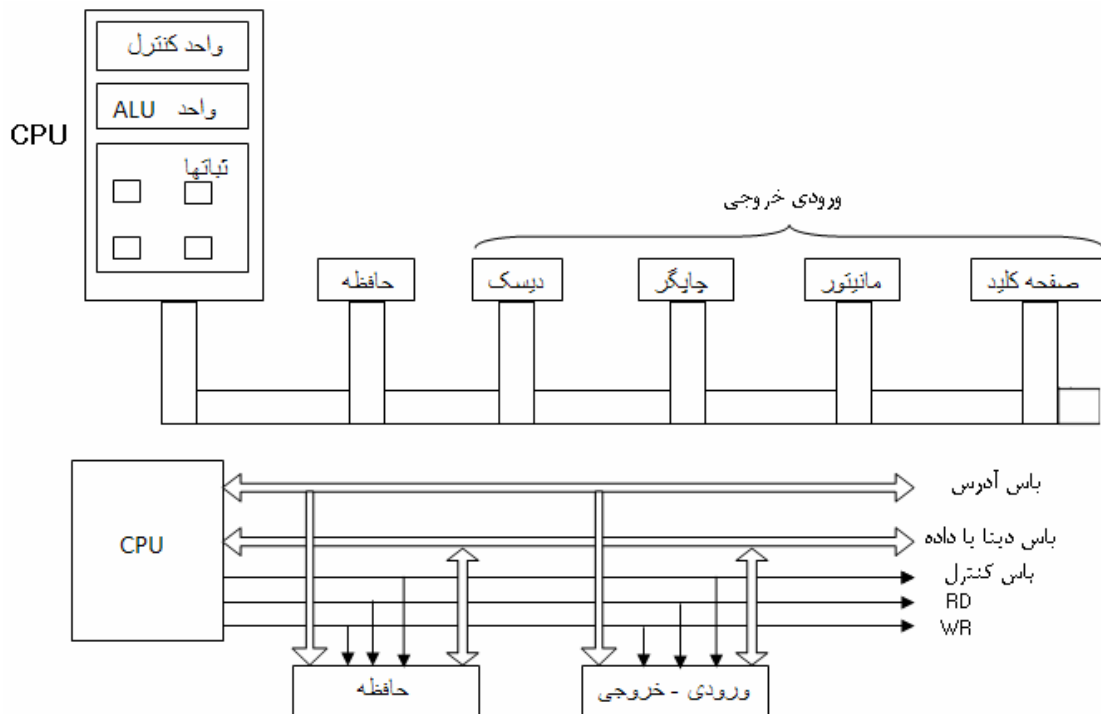 واحد کنترل
واحد ALU
CPU
ثباتها
ورودی خروجی
حافظه
دیسک
چاپگر
مانیتور
صفحه کلید
CPU
باس آدرس
باس دیتا یا داده
باس کنترل
RD
WR
حافظه
ورودی - خروجی